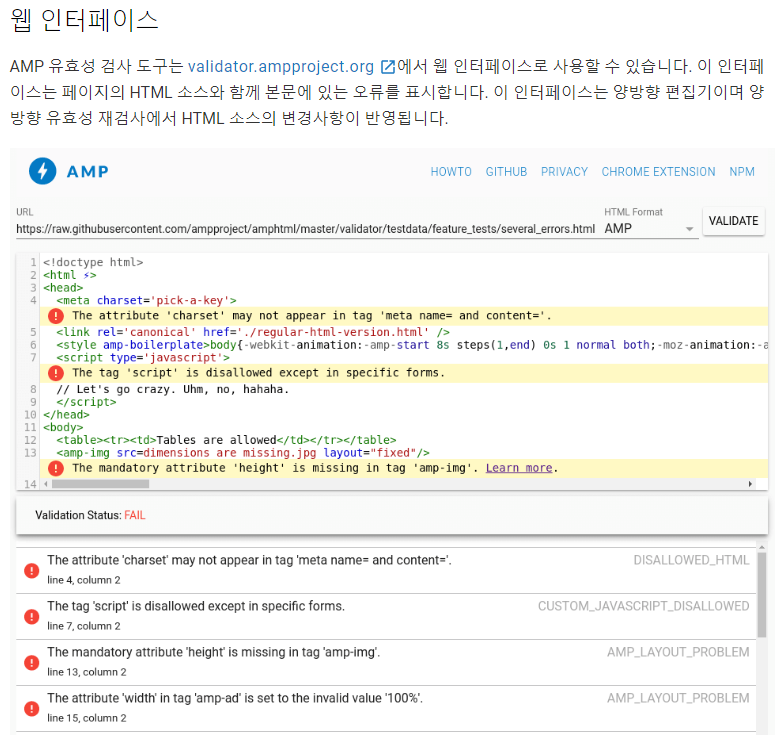 웹 인터페이스
AMP 유효성 검사 도구는 validator.ampproject.org 에서 웹 인터페이스로 사용할 수 있습니다. 이 인터페
이스는 페이지의 HTML 소스와 함께 본문에 있는 오류를 표시합니다. 이 인터페이스는 양방향 편집기이며 양
방향 유효성 재검사에서 HTML 소스의 변경사항이 반영됩니다.
AMP HOWTO GITHUB PRIVACY CHROME EXTENSION NPM
URL HTML Format
https://raw.githubusercontent.com/ampproject/amphtml/master/validator/testdata/feature_tests/several_errors.html AMP VALIDATE
1 <!doctype html>
2 <html ⚡>
3 <head>
4 <meta charset='pick-a-key'>
The attribute 'charset' may not appear in tag 'meta name= and content='.
5 <link rel='canonical' href='./regular-html-version.html' />
6 <style amp-boilerplate>body{-webkit-animation:-amp-start 8s steps(1,end) 0s 1 normal both;-moz-animation:-a
7 <script type='javascript'>
The tag 'script' is disallowed except in specific forms.
8 // Let's go crazy. Uhm, no, hahaha.
9 </script>
10 </head>
11 <body>
12 <table><tr><td>Tables are allowed</td></tr></table>
13 <amp-img src=dimensions are missing.jpg layout="fixed"/>
The mandatory attribute 'height' is missing in tag 'amp-img'. Learn more.
14
Validation Status: FAIL
The attribute 'charset' may not appear in tag 'meta name= and content='. DISALLOWED_HTML
line 4, column 2
The tag 'script' is disallowed except in specific forms. CUSTOM_JAVASCRIPT_DISALLOWED
line 7, column 2
The mandatory attribute 'height' is missing in tag 'amp-img'. AMP_LAYOUT_PROBLEM
line 13, column 2
The attribute 'width' in tag 'amp-ad' is set to the invalid value '100%'. AMP_LAYOUT_PROBLEM
line 15, column 2